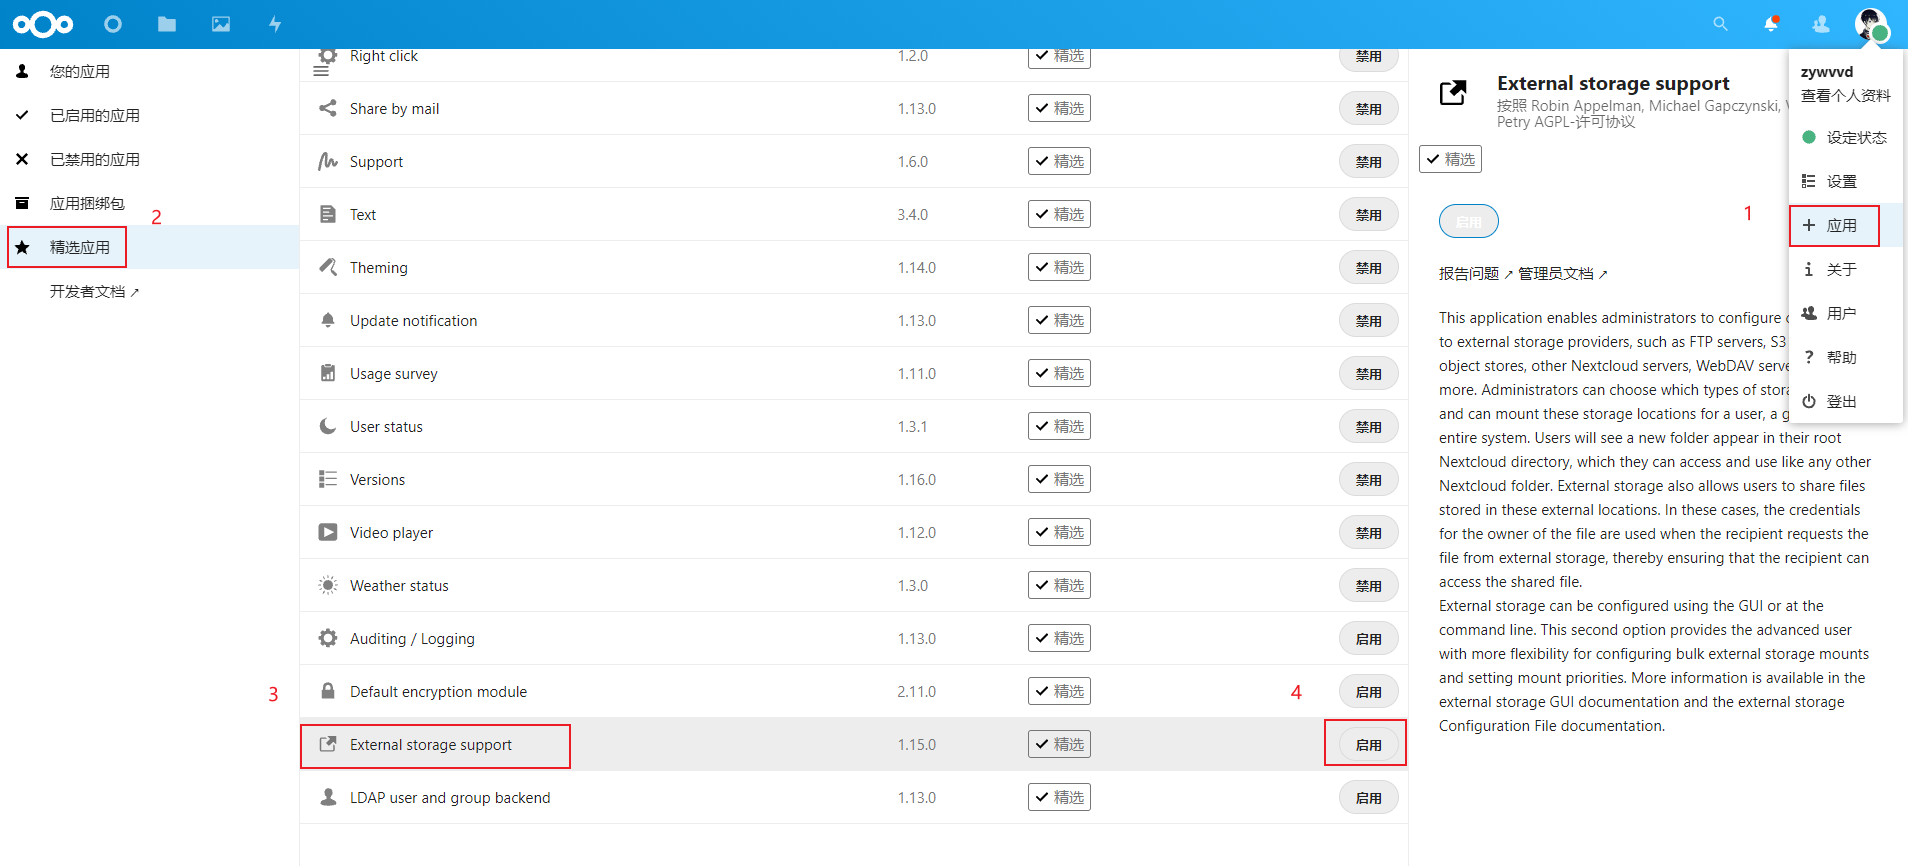 您的应用
已启用的应用
已禁用的应用
应用捆绑包
2
精选应用
开发者文档 ↗
3
Right click 1.2.0 精选 禁用
Share by mail 1.13.0 精选 禁用
Support 1.6.0 精选 禁用
Text 3.4.0 精选 禁用
Theming 1.14.0 精选 禁用
Update notification 1.13.0 精选 禁用
Usage survey 1.11.0 精选 禁用
User status 1.3.1 精选 禁用
Versions 1.16.0 精选 禁用
Video player 1.12.0 精选 禁用
Weather status 1.3.0 精选 禁用
Auditing / Logging 1.13.0 精选 启用
Default encryption module 2.11.0 精选 启用
4
External storage support 1.15.0 精选 启用
LDAP user and group backend 1.13.0 精选 启用
External storage support
按照 Robin Appelman, Michael Gapczynski,
Petry AGPL-许可协议
精选
启用
报告问题 ↗ 管理员文档 ↗
This application enables administrators to configure
to external storage providers, such as FTP servers, S3
object stores, other Nextcloud servers, WebDAV
more. Administrators can choose which types of
and can mount these storage locations for a user, a
entire system. Users will see a new folder appear in their root
Nextcloud directory, which they can access and use like any other
Nextcloud folder. External storage also allows users to share files
stored in these external locations. In these cases, the credentials
for the owner of the file are used when the recipient requests the
file from external storage, thereby ensuring that the recipient can
access the shared file.
External storage can be configured using the GUI or at the
command line. This second option provides the advanced user
with more flexibility for configuring bulk external storage mounts
and setting mount priorities. More information is available in the
external storage GUI documentation and the external storage
Configuration File documentation.
zywvvd
查看个人资料
设定状态
设置
1
应用
关于
用户
帮助
登出